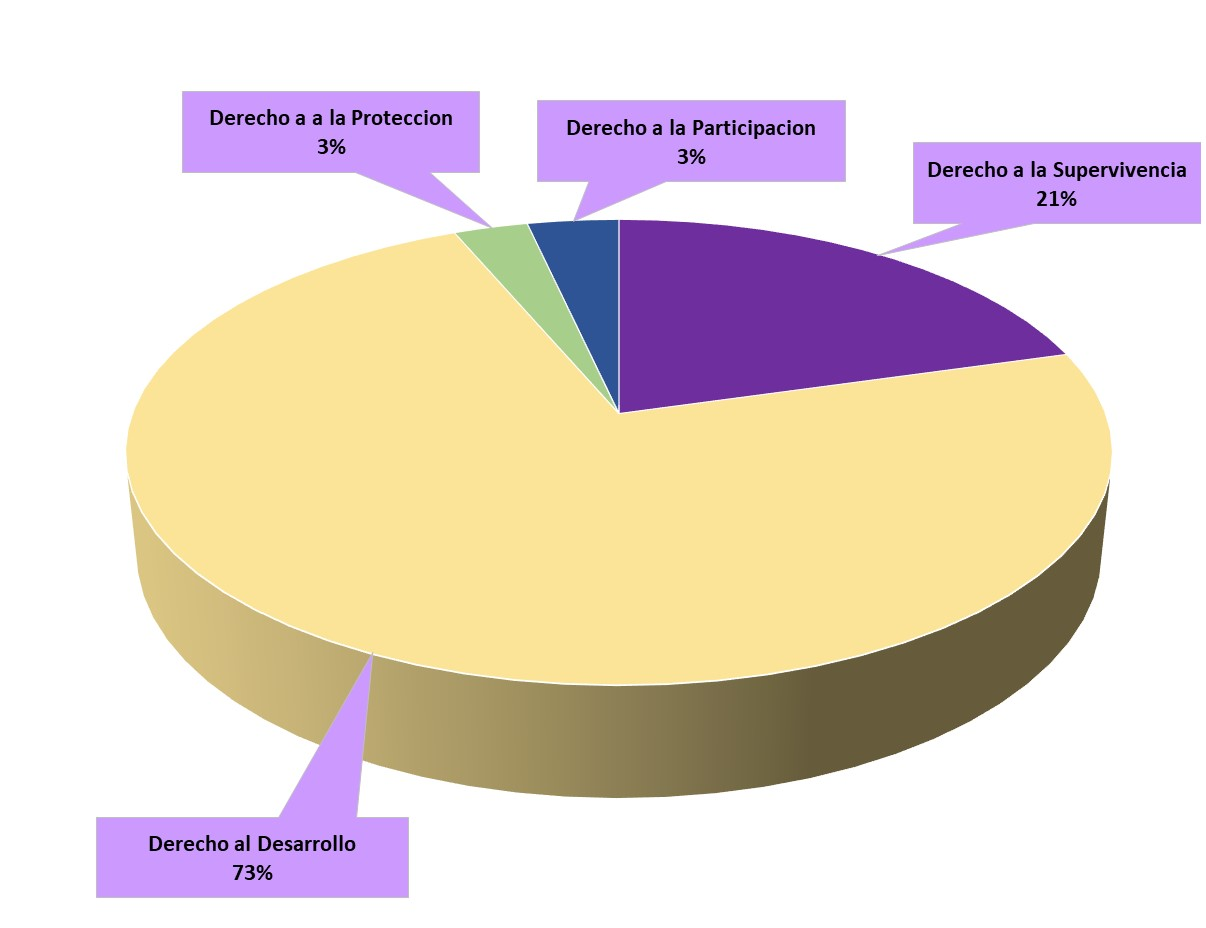 Derecho a a la Proteccion
3%
Derecho a la Participacion
3%
Derecho a la Supervivencia
21%
Derecho al Desarrollo
73%